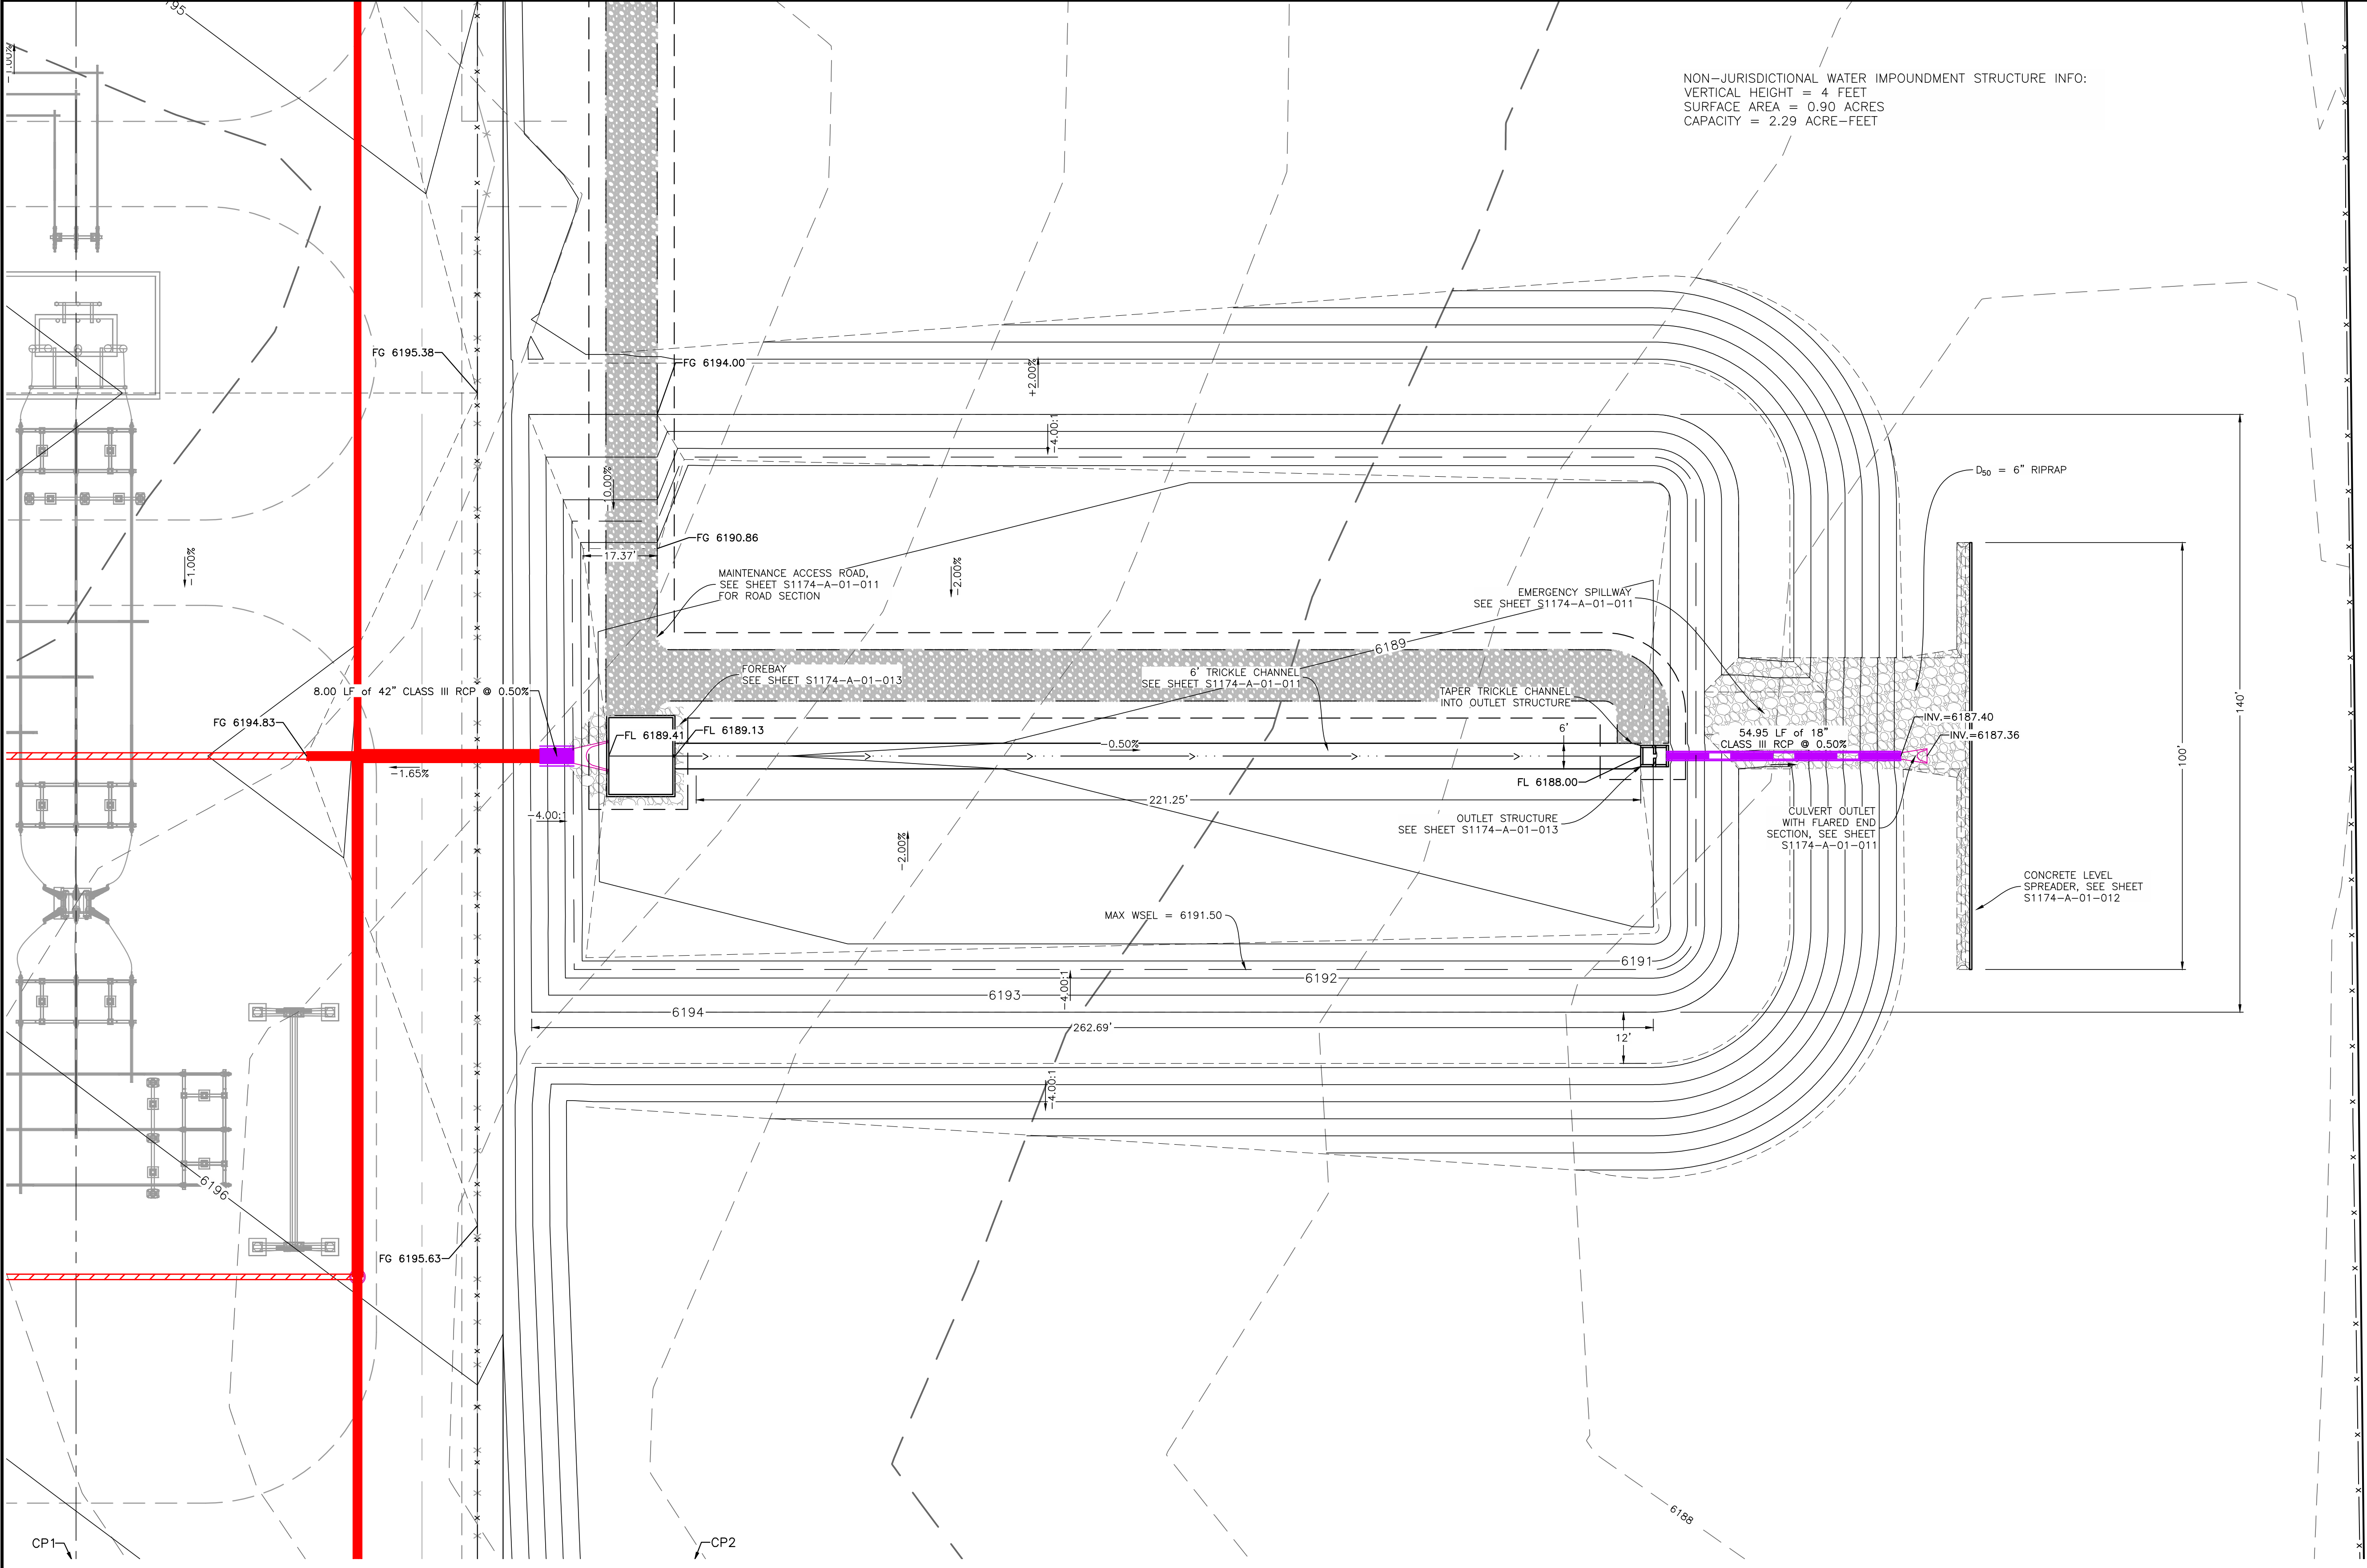 6195
-1.00%
NON-JURISDICTIONAL WATER IMPOUNDMENT STRUCTURE INFO:
VERTICAL HEIGHT = 4 FEET
SURFACE AREA = 0.90 ACRES
CAPACITY = 2.29 ACRE-FEET
FG 6195.38
FG 6194.00
+2.00%
-4.00:1
-10.00%
D50 = 6" RIPRAP
FG 6190.86
17.37'
-1.00%
MAINTENANCE ACCESS ROAD,
SEE SHEET S1174-A-01-011
FOR ROAD SECTION
-2.00%
EMERGENCY SPILLWAY
SEE SHEET S1174-A-01-011
6189
FOREBAY
SEE SHEET S1174-A-01-013
6' TRICKLE CHANNEL
SEE SHEET S1174-A-01-011
TAPER TRICKLE CHANNEL
INTO OUTLET STRUCTURE
8.00 LF of 42" CLASS III RCP @ 0.50%
FG 6194.83
FL 6189.41
FL 6189.13
-0.50%
6'
INV.=6187.40
54.95 LF of 18"
CLASS III RCP @ 0.50%
INV.=6187.36
140'
100'
-1.65%
FL 6188.00
221.25'
-4.00:1
OUTLET STRUCTURE
SEE SHEET S1174-A-01-013
CULVERT OUTLET
WITH FLARED END
SECTION, SEE SHEET
S1174-A-01-011
-2.00%
CONCRETE LEVEL
SPREADER, SEE SHEET
S1174-A-01-012
MAX WSEL = 6191.50
6191
6192
6193
-4.00:1
6194
262.69'
12'
-4.00:1
6196
FG 6195.63
6188
CP1
CP2